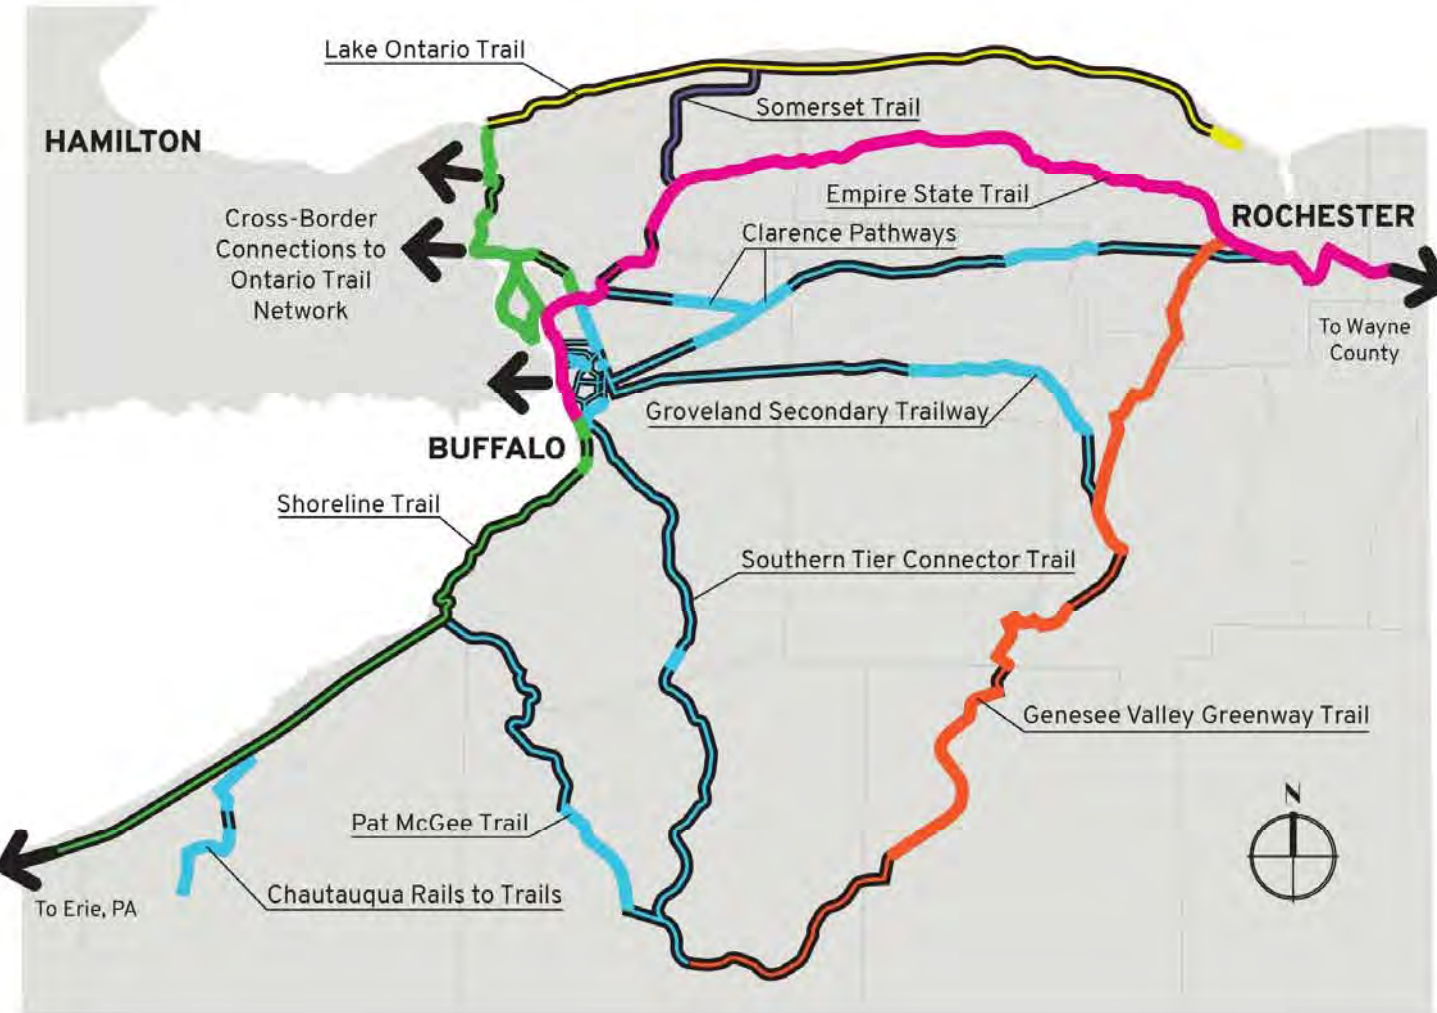 Lake Ontario Trail
Somerset Trail
HAMILTON
Empire State Trail
ROCHESTER
Cross-Border
Connections to
Ontario Trail
Network
Clarence Pathways
To Wayne
County
Groveland Secondary Trailway
BUFFALO
Shoreline Trail
Southern Tier Connector Trail
Genesee Valley Greenway Trail
N
Pat McGee Trail
Chautauqua Rails to Trails
To Erie, PA